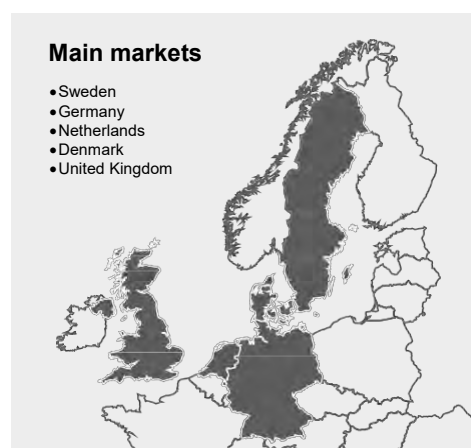 Main markets
•Sweden
•Germany
•Netherlands
•Denmark
•United Kingdom